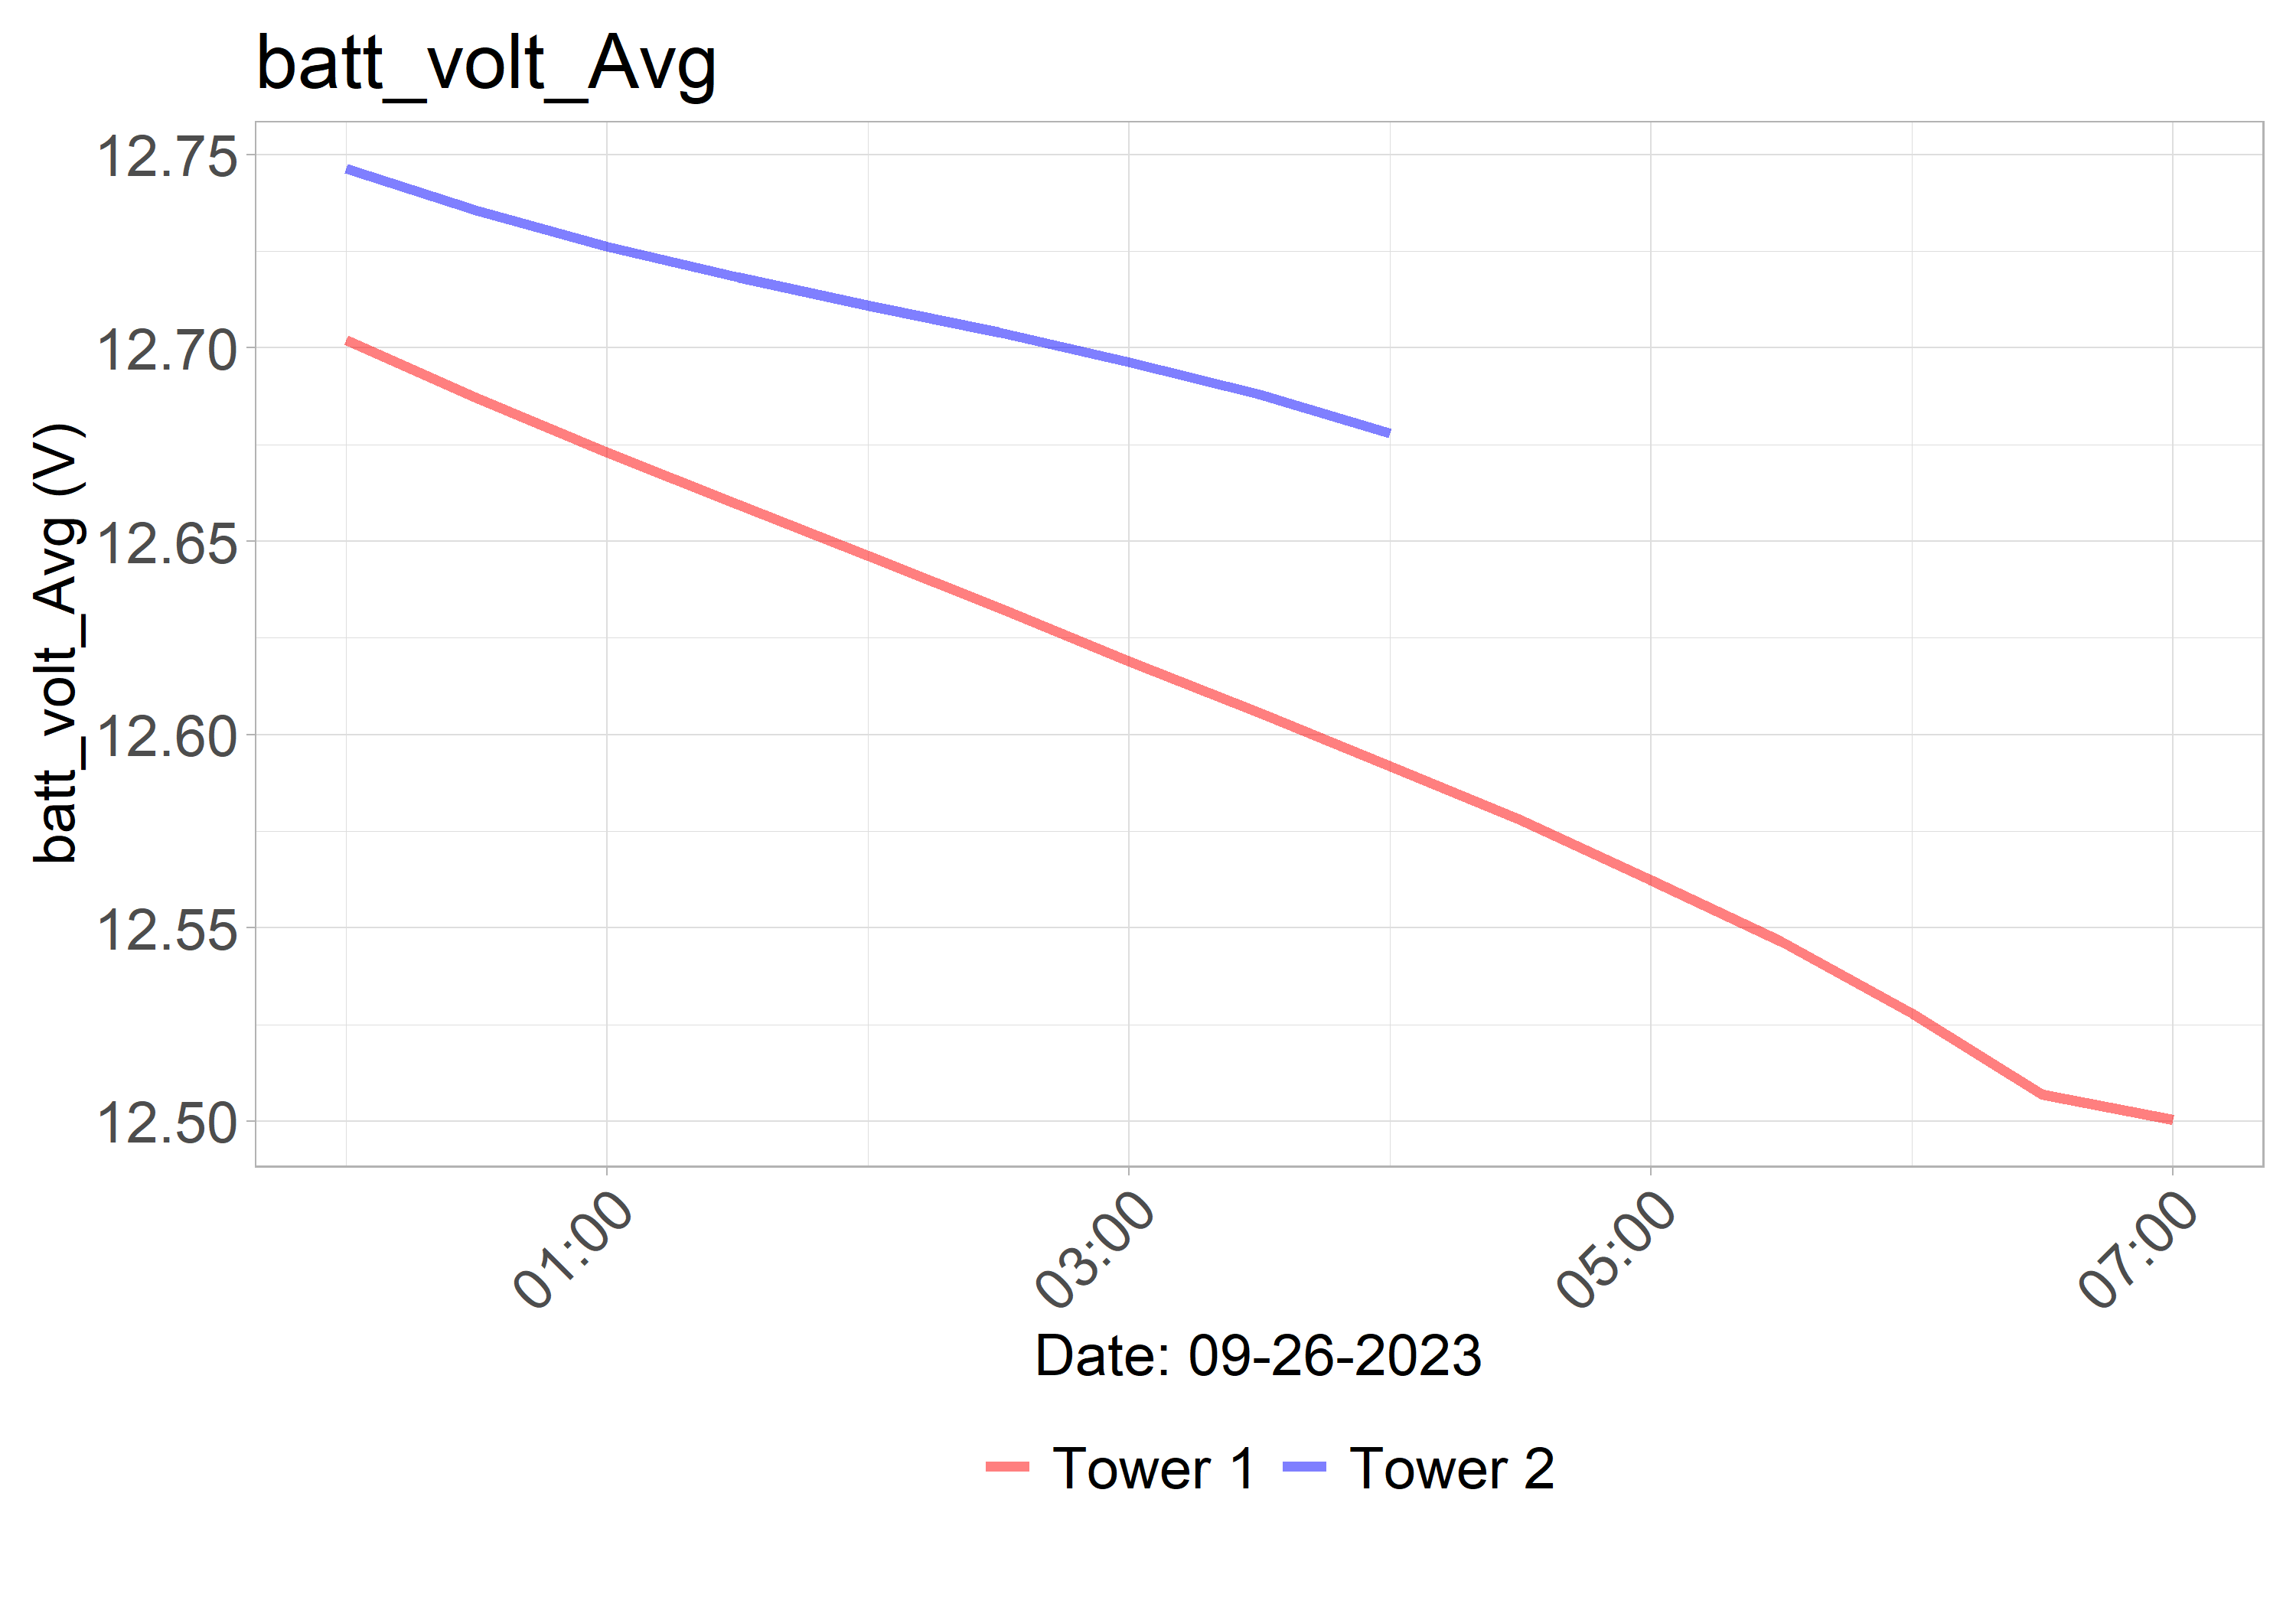 batt_volt_Avg
batt_volt_Avg (V)
12.75
12.70
12.65
12.60
12.55
12.50
01:00
03:00
05:00
07:00
Date: 09-26-2023
Tower 1
Tower 2